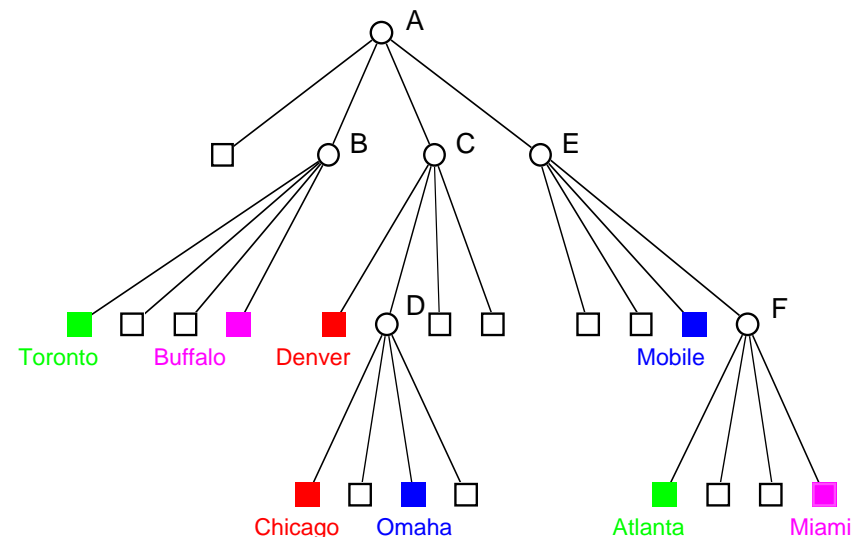 A
B
C
E
D
F
Toronto
Buffalo
Denver
Mobile
Chicago
Omaha
Atlanta
Miami